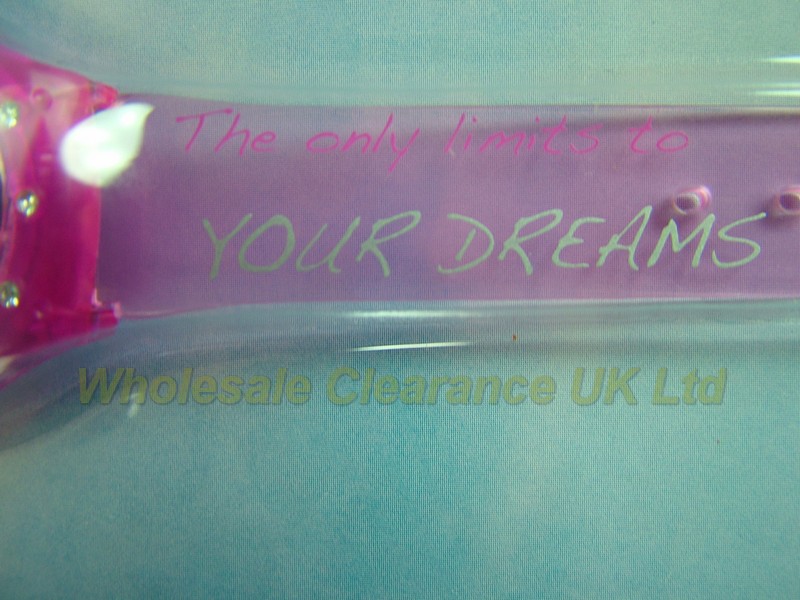 The only limits to
YOUR DREAMS
Wholesale Clearance UK Ltd